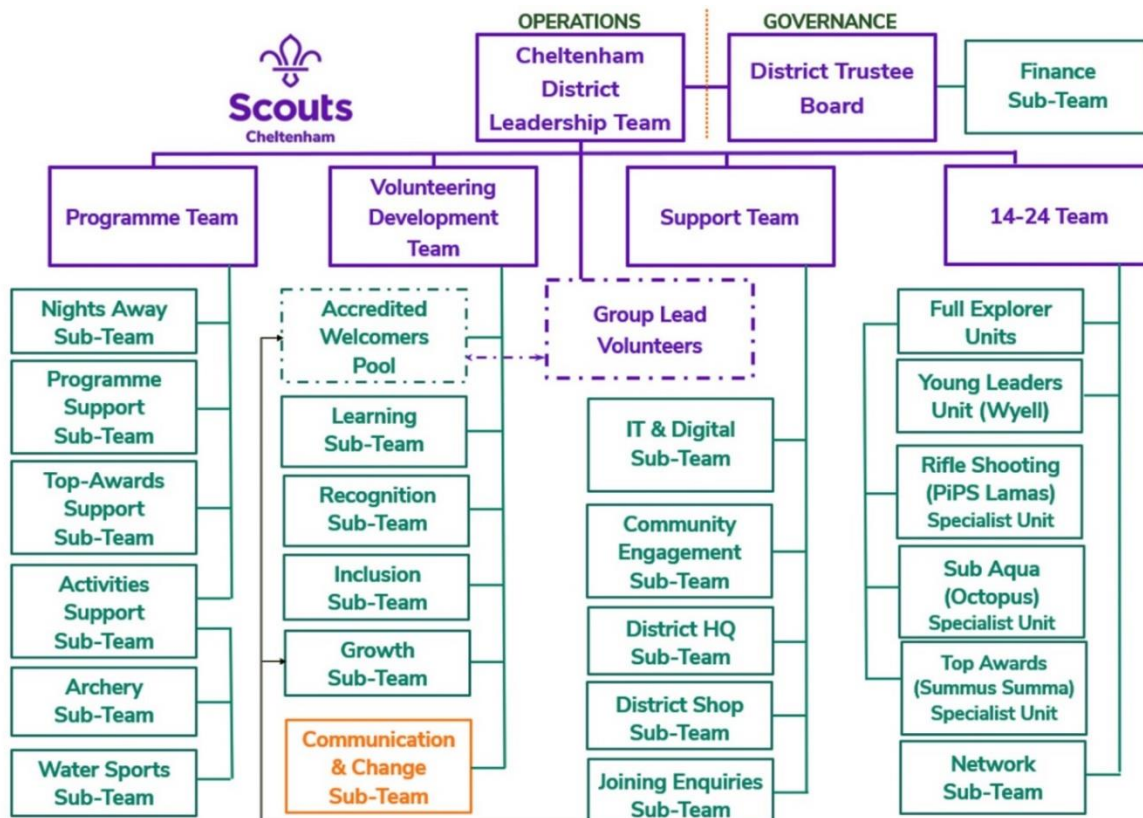 OPERATIONS
GOVERNANCE
Scouts
Cheltenham
Cheltenham
District
Leadership Team
District Trustee
Board
Finance
Sub-Team
Programme Team
Volunteering
Development
Team
Support Team
14-24 Team
Nights Away
Sub-Team
Programme
Support
Sub-Team
Top-Awards
Support
Sub-Team
Activities
Support
Sub-Team
Archery
Sub-Team
Water Sports
Sub-Team
Accredited
Welcomers
Pool
Learning
Sub-Team
Recognition
Sub-Team
Inclusion
Sub-Team
Growth
Sub-Team
Communication
& Change
Sub-Team
Group Lead
Volunteers
IT & Digital
Sub-Team
Community
Engagement
Sub-Team
District HQ
Sub-Team
District Shop
Sub-Team
Joining Enquiries
Sub-Team
Full Explorer
Units
Young Leaders
Unit (Wyell)
Rifle Shooting
(PiPS Lamas)
Specialist Unit
Sub Aqua
(Octopus)
Specialist Unit
Top Awards
(Summus Summa)
Specialist Unit
Network
Sub-Team